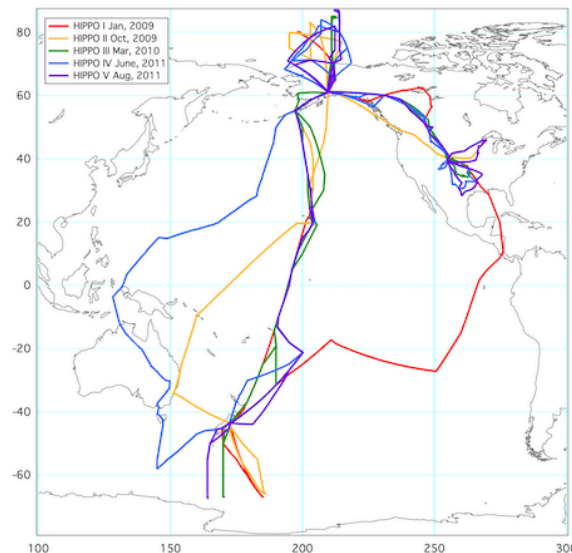 HIPPO I Jan, 2009
HIPPO II Oct, 2009
HIPPO III Mar, 2010
HIPPO IV June, 2011
HIPPO V Aug, 2011
80
60
40
20
0
-20
-40
-60
100
150
200
250
300